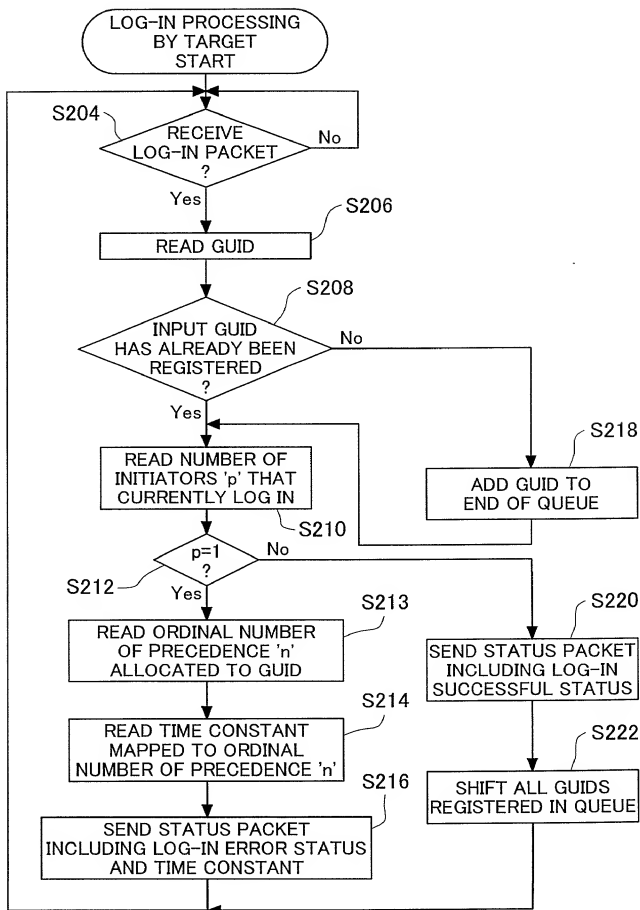 LOG-IN PROCESSING
BY TARGET
START
S204
RECEIVE
LOG-IN PACKET
?
No
Yes
S206
READ GUID
S208
INPUT GUID
HAS ALREADY BEEN
REGISTERED
?
No
Yes
S218
ADD GUID TO
END OF QUEUE
READ NUMBER OF
INITIATORS 'p' THAT
CURRENTLY LOG IN
S210
p=1
?
No
S212
Yes
S213
READ ORDINAL NUMBER
OF PRECEDENCE 'n'
ALLOCATED TO GUID
S220
SEND STATUS PACKET
INCLUDING LOG-IN
SUCCESSFUL STATUS
S214
READ TIME CONSTANT
MAPPED TO ORDINAL
NUMBER OF PRECEDENCE 'n'
S222
SHIFT ALL GUIDS
REGISTERED IN QUEUE
S216
SEND STATUS PACKET
INCLUDING LOG-IN ERROR STATUS
AND TIME CONSTANT